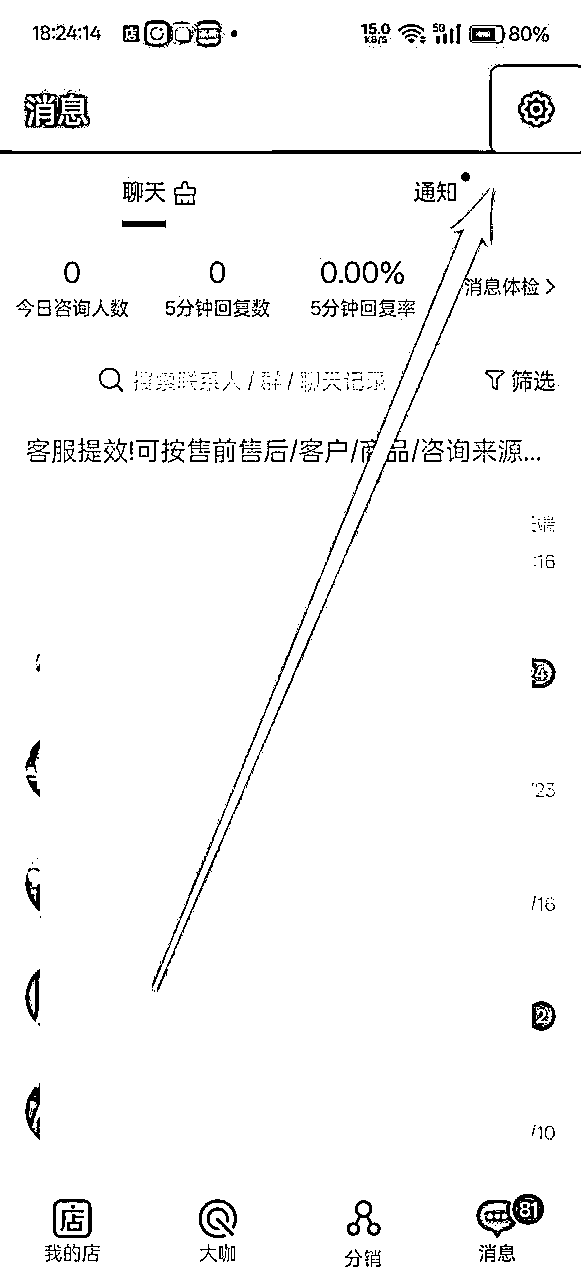 18:24:14 店 15.0 KB/S 5G 80%
消息
聊天 通知
0 0 0.00% 消息体检
今日咨询人数 5分钟回复数 5分钟回复率
搜索联系人 / 群 / 聊天记录 筛选
客服提效!可按售前售后/客户/商品/咨询来源...
端
:16
/23
/16
2
/10
店 81
我的店 大咖 分销 消息